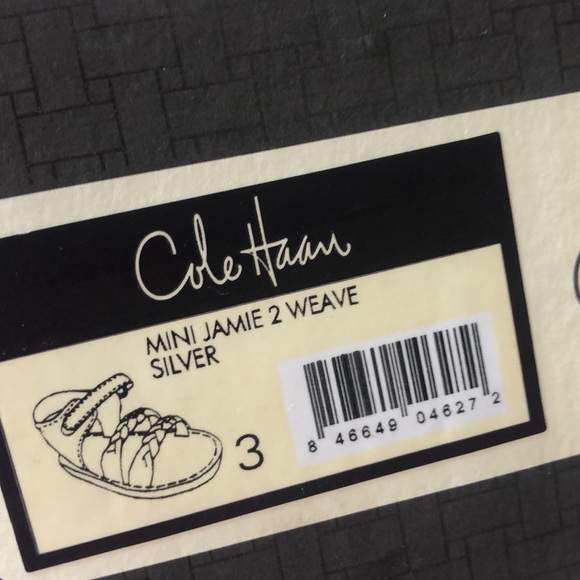 Cole Haan
MINI JAMIE 2 WEAVE
SILVER
3
8 46649 04627 2